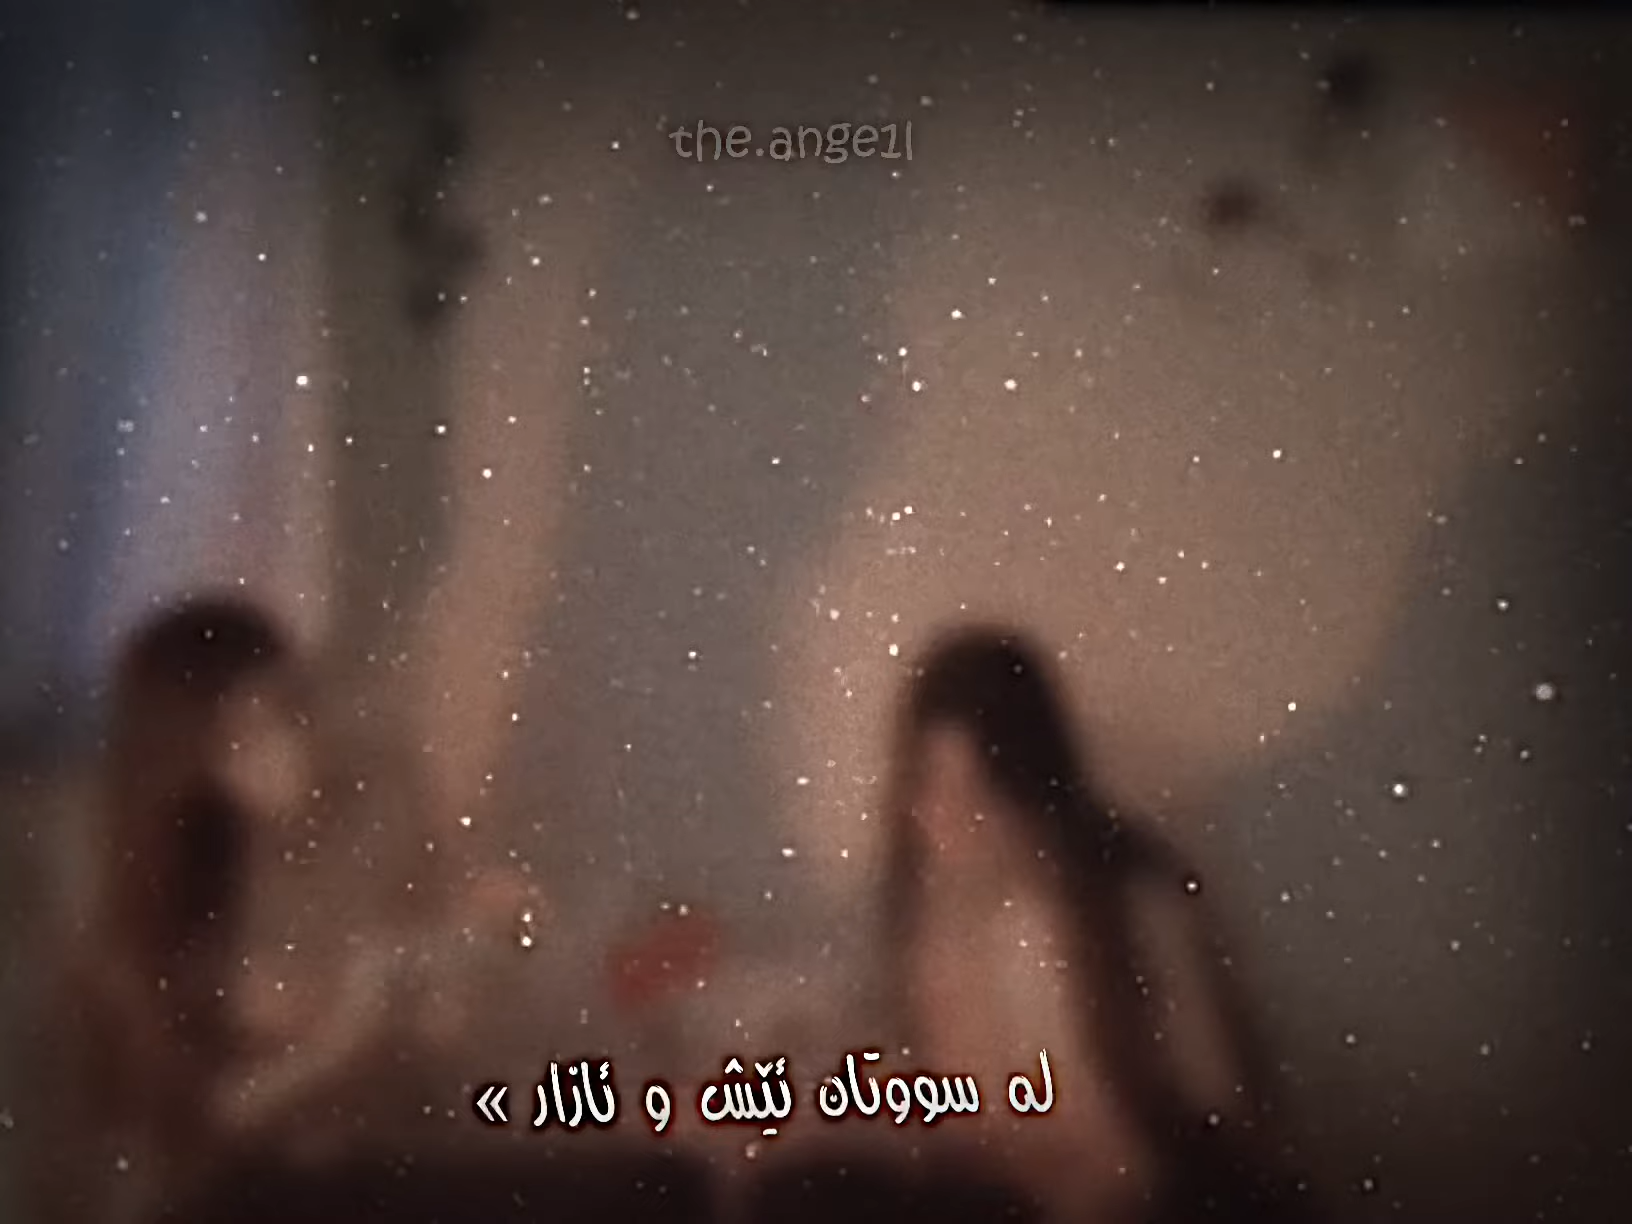 the.ange1l
لە سووتان ئێش و ئازار »